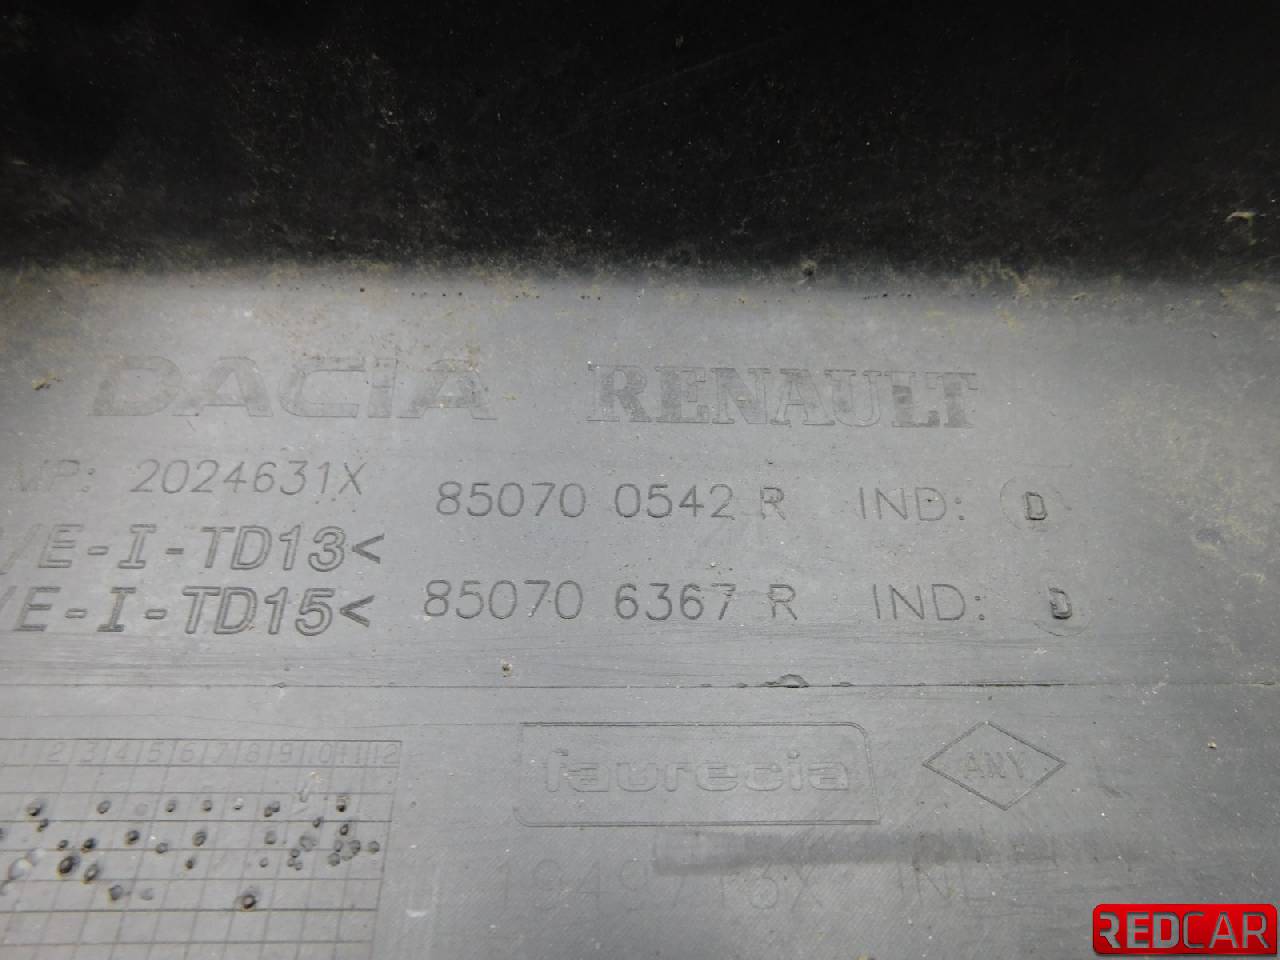 DACIA RENAULT
2024631X 85070 0542 R IND: D
/E-I-TD13<
/E-I-TD15< 85070 6367 R IND: D
1 2 3 4 5 6 7 8 9 10 11 12
faurecia ANY
REDCAR